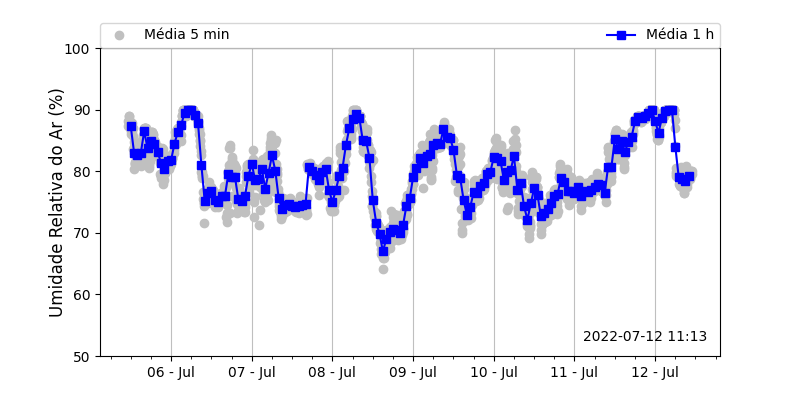 Média 5 min
Média 1 h
Umidade Relativa do Ar (%)
100
90
80
70
60
50
2022-07-12 11:13
06 - Jul
07 - Jul
08 - Jul
09 - Jul
10 - Jul
11 - Jul
12 - Jul